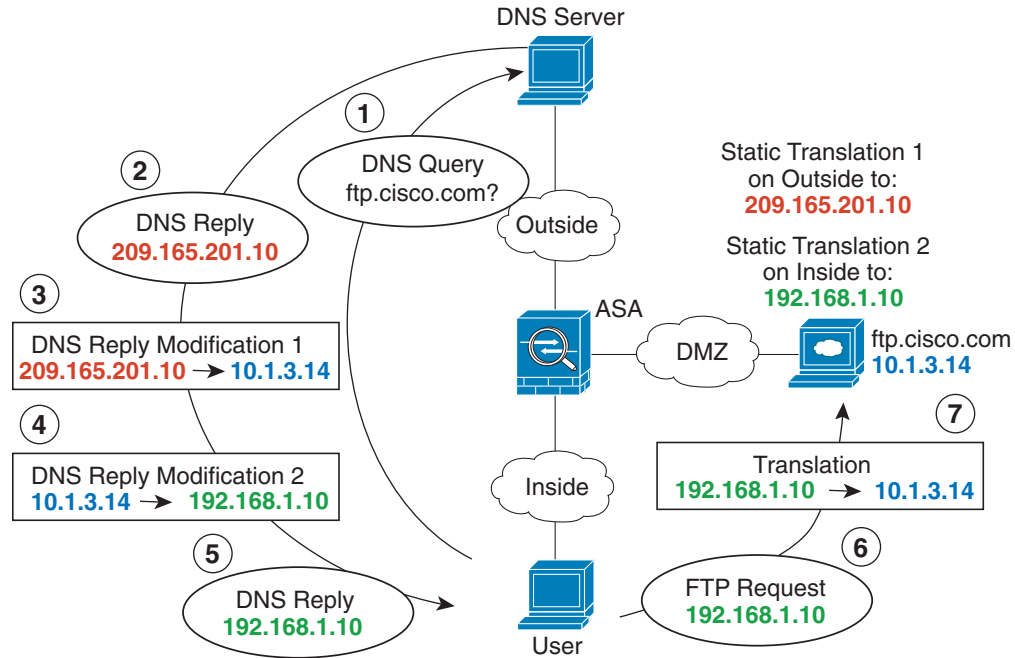 DNS Server
1
DNS Query
ftp.cisco.com?
2
DNS Reply
209.165.201.10
Outside
Static Translation 1
on Outside to:
209.165.201.10
Static Translation 2
on Inside to:
192.168.1.10
3
DNS Reply Modification 1
209.165.201.10 → 10.1.3.14
ASA
DMZ
ftp.cisco.com
10.1.3.14
4
DNS Reply Modification 2
10.1.3.14 → 192.168.1.10
Inside
7
Translation
192.168.1.10 → 10.1.3.14
5
DNS Reply
192.168.1.10
User
6
FTP Request
192.168.1.10